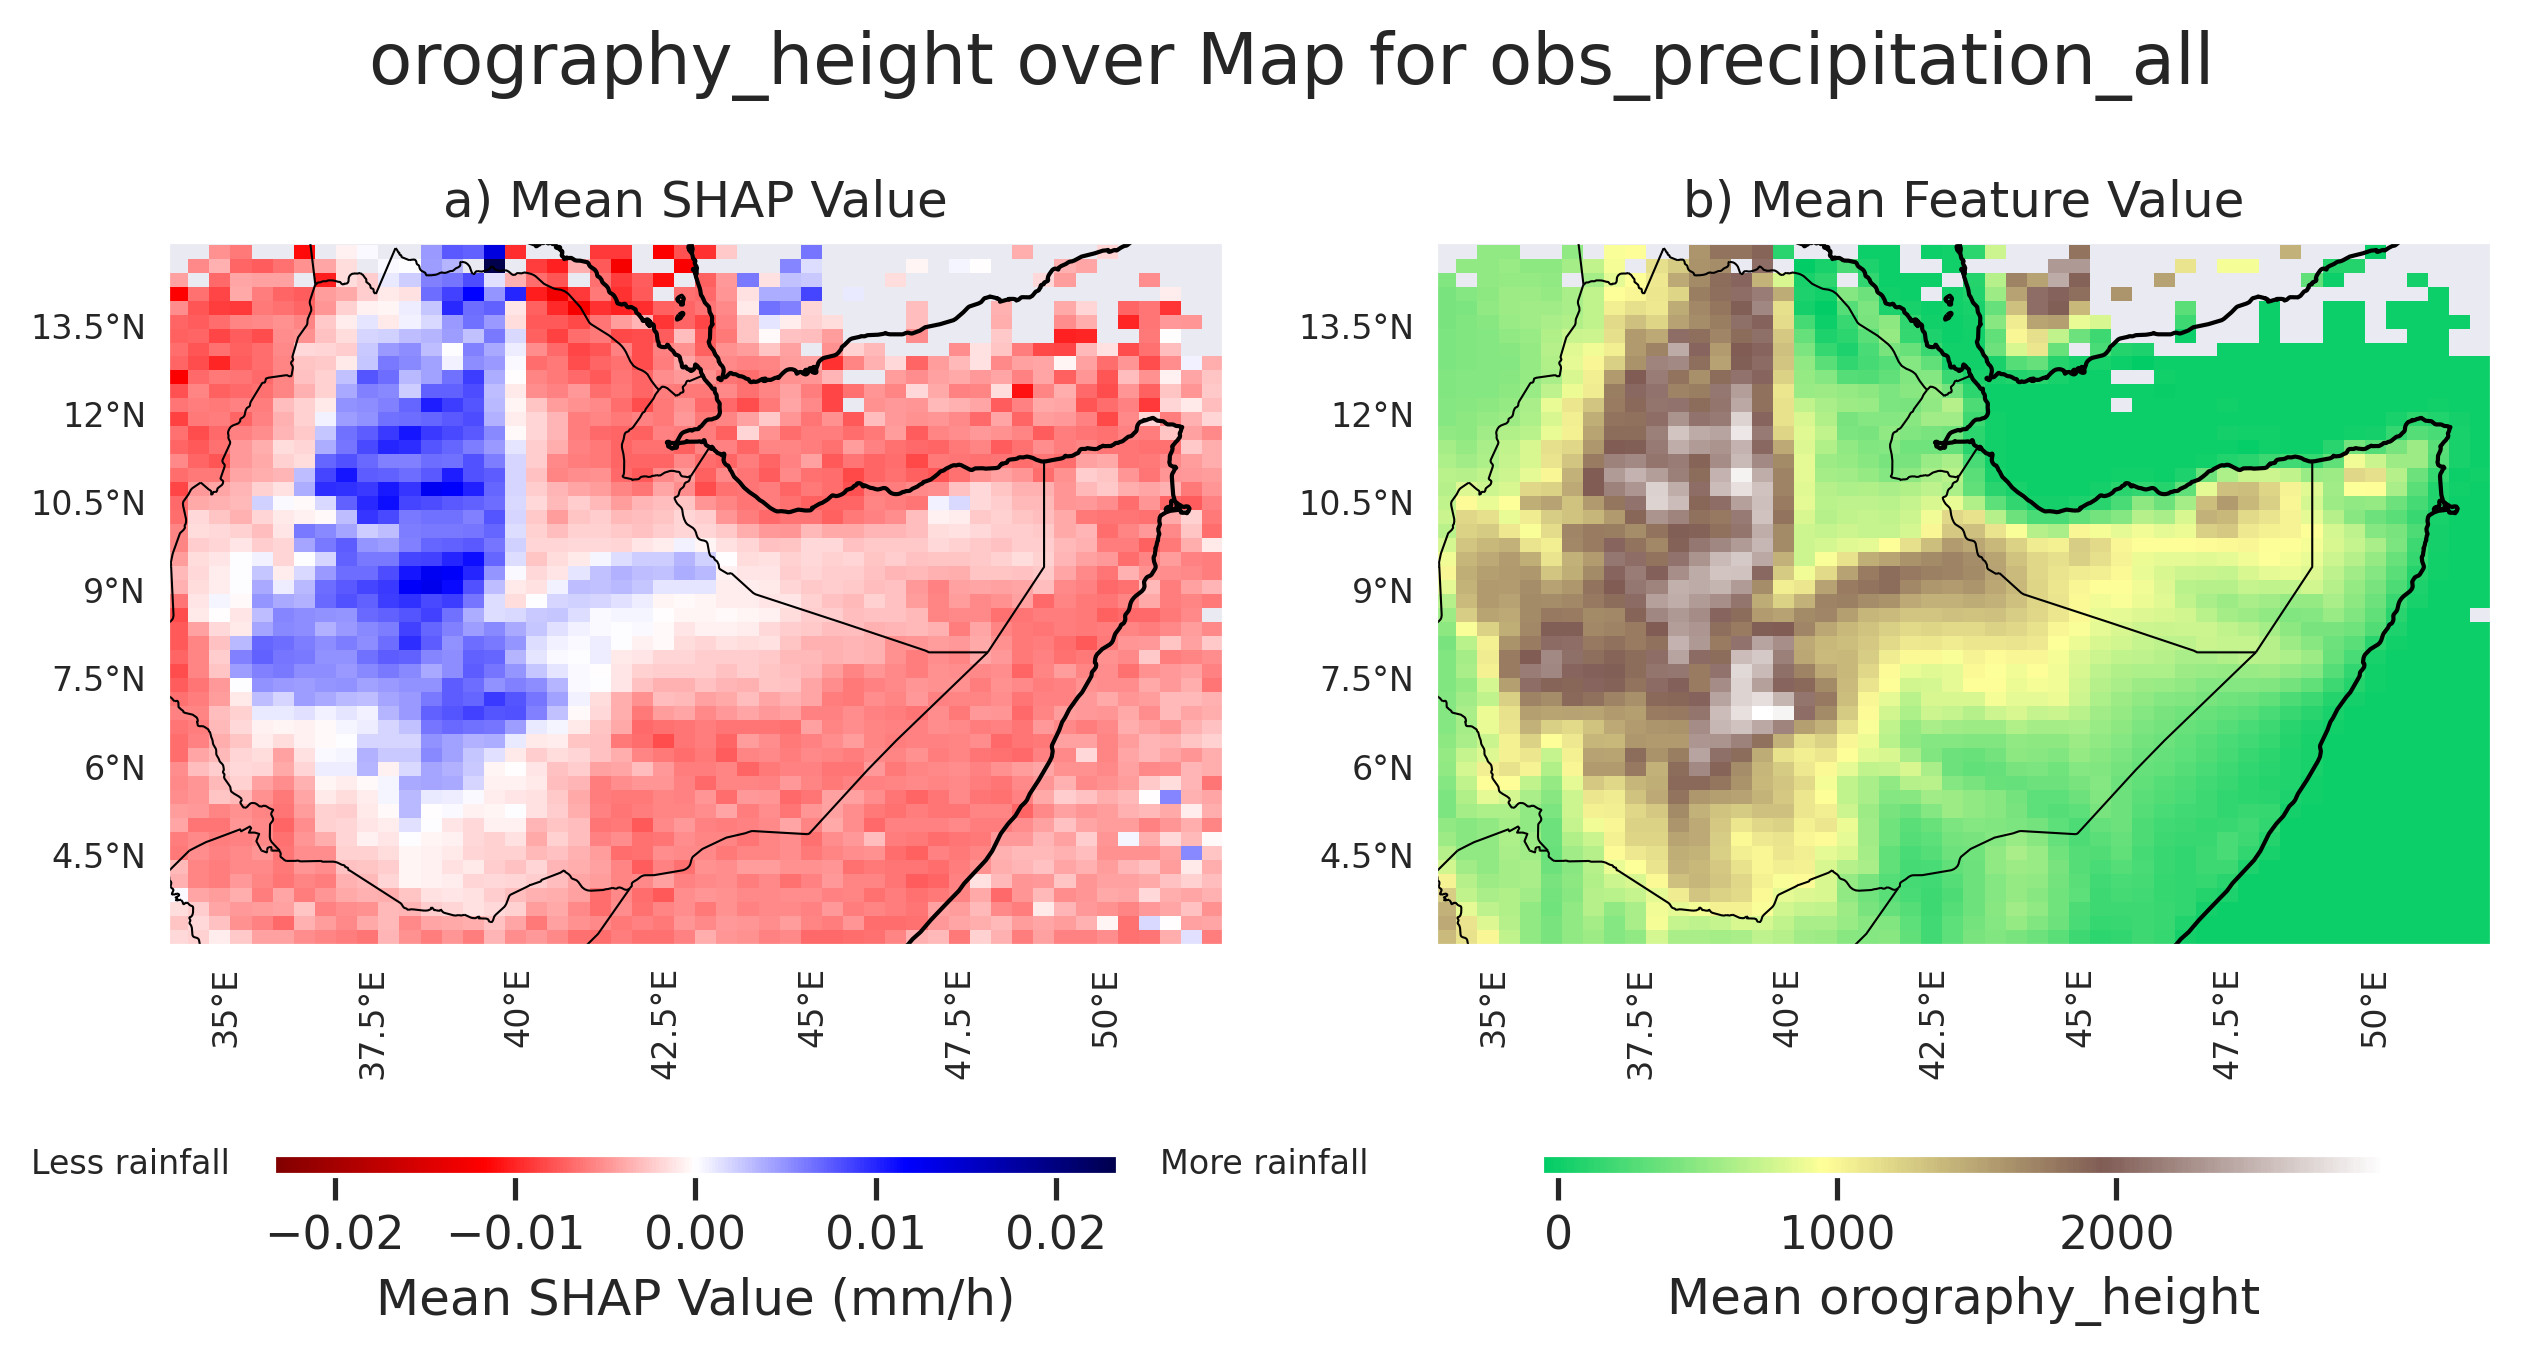 orography_height over Map for obs_precipitation_all
a) Mean SHAP Value
13.5°N
12°N
10.5°N
9°N
7.5°N
6°N
4.5°N
35°E
37.5°E
40°E
42.5°E
45°E
47.5°E
50°E
Less rainfall
More rainfall
−0.02
−0.01
0.00
0.01
0.02
Mean SHAP Value (mm/h)
b) Mean Feature Value
13.5°N
12°N
10.5°N
9°N
7.5°N
6°N
4.5°N
35°E
37.5°E
40°E
42.5°E
45°E
47.5°E
50°E
0
1000
2000
Mean orography_height